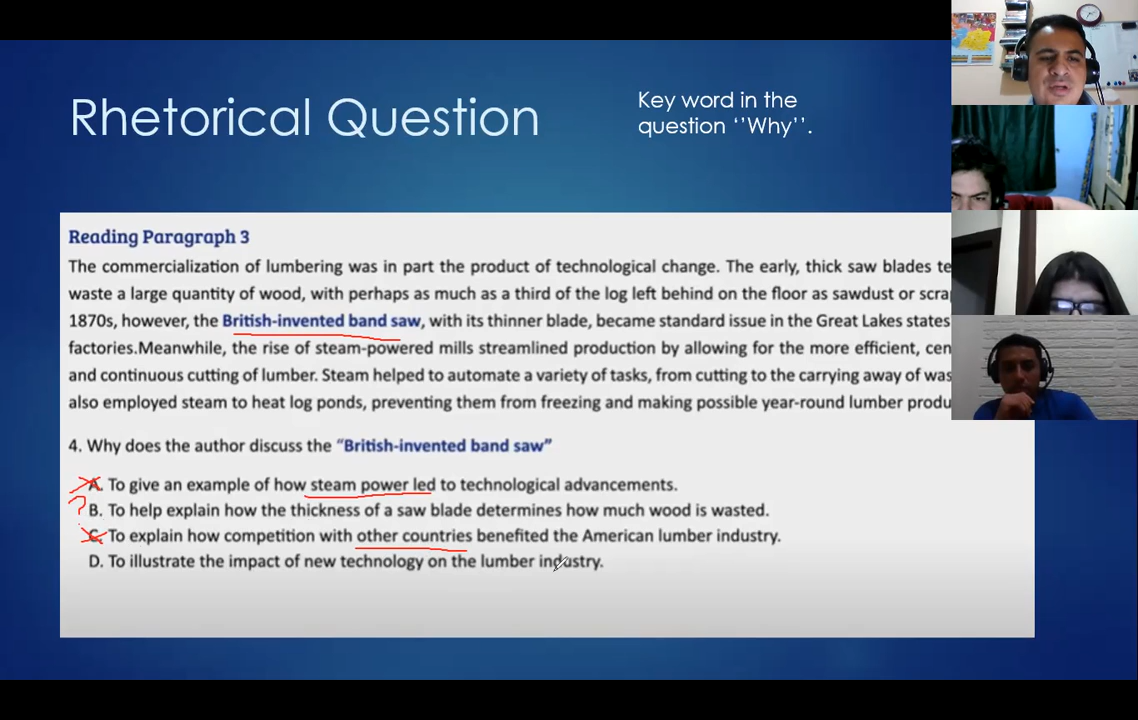 Rhetorical Question
Key word in the
question ‘’Why’’.
Reading Paragraph 3
The commercialization of lumbering was in part the product of technological change. The early, thick saw blades
waste a large quantity of wood, with perhaps as much as a third of the log left behind on the floor as sawdust or
1870s, however, the British-invented band saw, with its thinner blade, became standard issue in the Great Lakes states
factories.Meanwhile, the rise of steam-powered mills streamlined production by allowing for the more efficient,
and continuous cutting of lumber. Steam helped to automate a variety of tasks, from cutting to the carrying away of
also employed steam to heat log ponds, preventing them from freezing and making possible year-round lumber
4. Why does the author discuss the “British-invented band saw”
A. To give an example of how steam power led to technological advancements.
? B. To help explain how the thickness of a saw blade determines how much wood is wasted.
C. To explain how competition with other countries benefited the American lumber industry.
D. To illustrate the impact of new technology on the lumber industry.